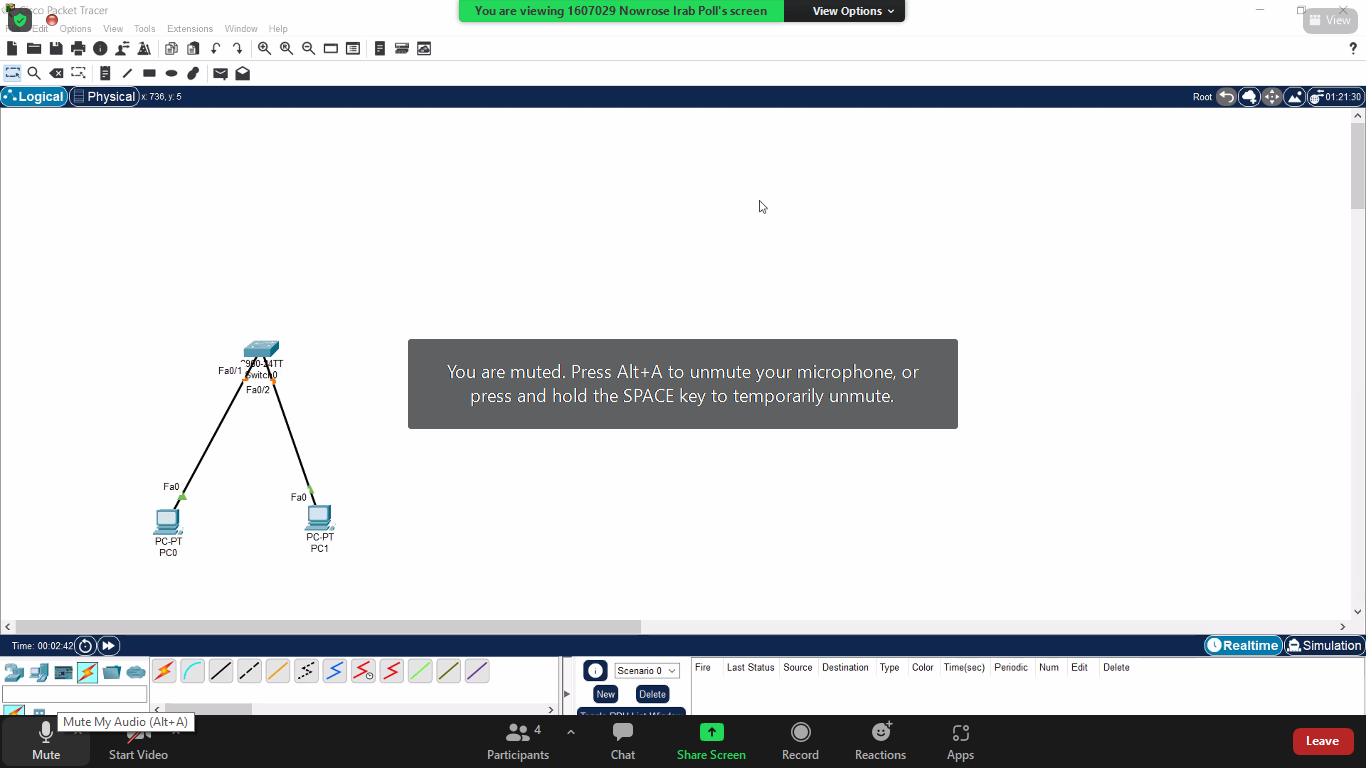 Cisco Packet Tracer
You are viewing 1607029 Nowrose Irab Poll's screen
View Options
View
Edit Options View Tools Extensions Window Help
?
Logical
Physical
x: 736, y: 5
Root
01:21:30
Fa0/1
Switch0
Fa0/2
You are muted. Press Alt+A to unmute your microphone, or
press and hold the SPACE key to temporarily unmute.
Fa0
Fa0
PC-PT
PC0
PC-PT
PC1
Time: 00:02:42
Realtime
Simulation
Scenario 0
New
Delete
Fire Last Status Source Destination Type Color Time(sec) Periodic Num Edit Delete
Mute My Audio (Alt+A)
Mute
Start Video
4
Participants
Chat
Share Screen
Record
Reactions
Apps
Leave